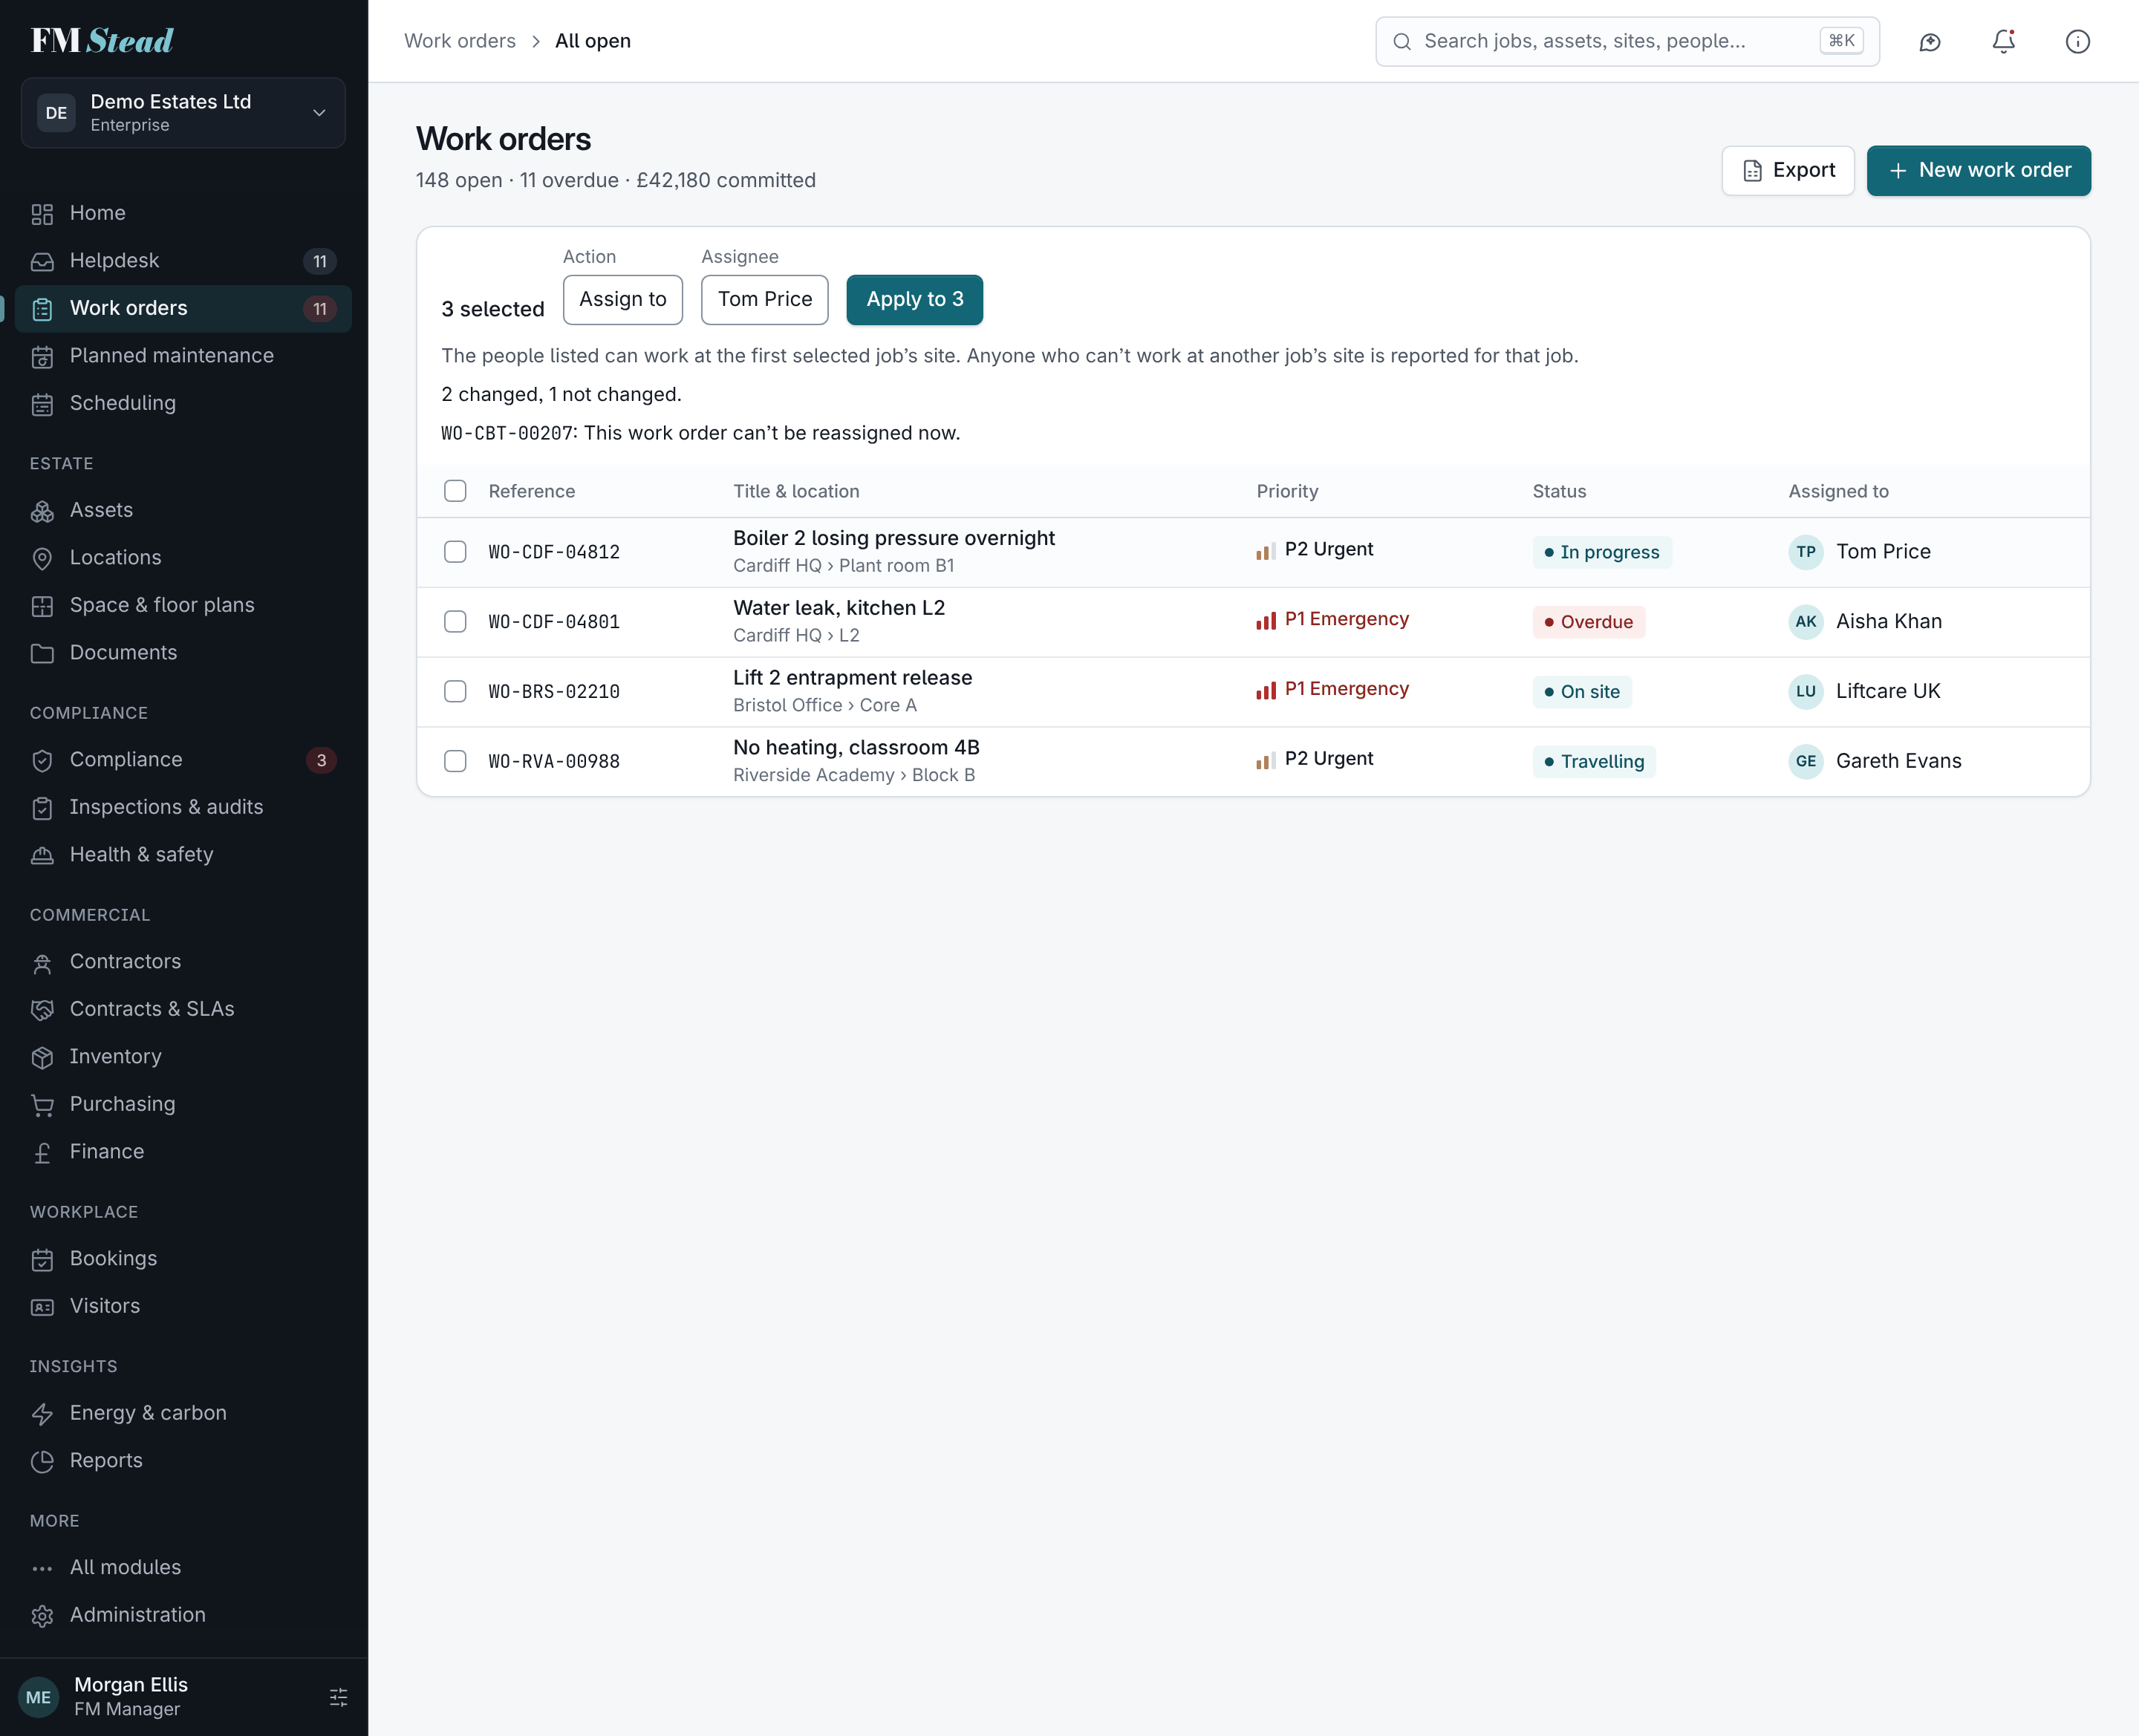 FM Stead
DE
Demo Estates Ltd
Enterprise
Home
Helpdesk 11
Work orders 11
Planned maintenance
Scheduling
ESTATE
Assets
Locations
Space & floor plans
Documents
COMPLIANCE
Compliance 3
Inspections & audits
Health & safety
COMMERCIAL
Contractors
Contracts & SLAs
Inventory
Purchasing
Finance
WORKPLACE
Bookings
Visitors
INSIGHTS
Energy & carbon
Reports
MORE
All modules
Administration
ME
Morgan Ellis
FM Manager
Work orders › All open
Search jobs, assets, sites, people... ⌘K
Work orders
148 open · 11 overdue · £42,180 committed
Export
New work order
3 selected
Action
Assign to
Assignee
Tom Price
Apply to 3
The people listed can work at the first selected job’s site. Anyone who can’t work at another job’s site is reported for that job.
2 changed, 1 not changed.
WO-CBT-00207: This work order can’t be reassigned now.
Reference Title & location Priority Status Assigned to
WO-CDF-04812 Boiler 2 losing pressure overnight P2 Urgent In progress TP Tom Price
Cardiff HQ › Plant room B1
WO-CDF-04801 Water leak, kitchen L2 P1 Emergency Overdue AK Aisha Khan
Cardiff HQ › L2
WO-BRS-02210 Lift 2 entrapment release P1 Emergency On site LU Liftcare UK
Bristol Office › Core A
WO-RVA-00988 No heating, classroom 4B P2 Urgent Travelling GE Gareth Evans
Riverside Academy › Block B